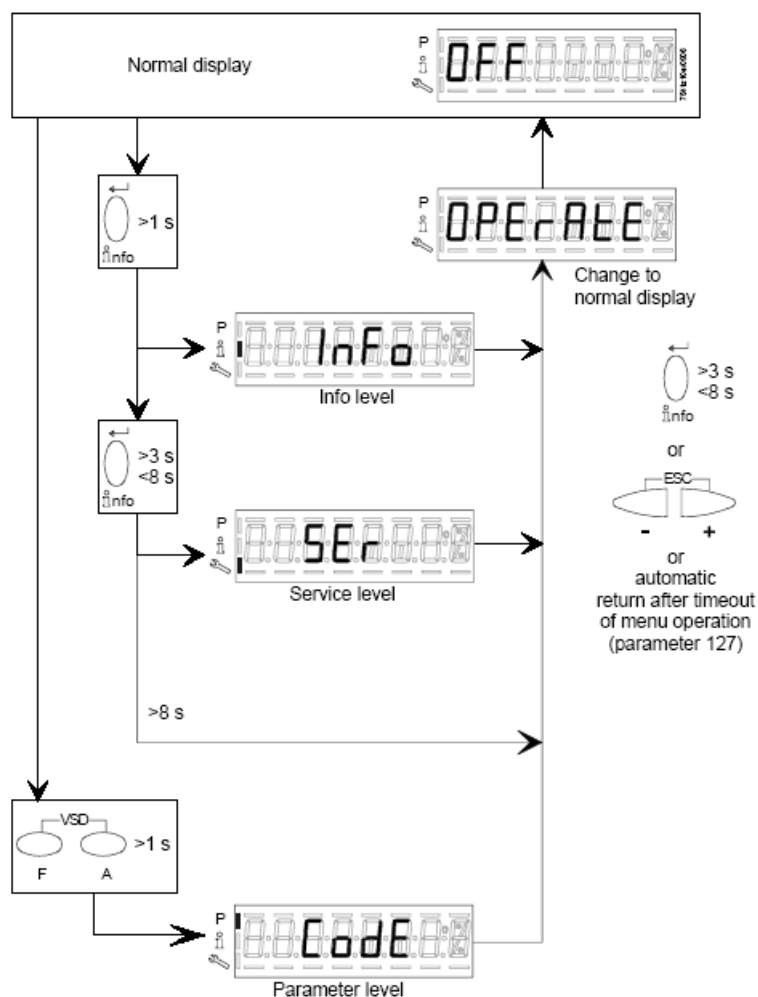 Normal display
P
OFF
i
>1 s
info
P
OPErAtE
i
Change to
normal display
P
InFo
i
Info level
>3 s
<8 s
info
>3 s
<8 s
info
or
ESC
- +
or
automatic
return after timeout
of menu operation
(parameter 127)
P
SEr
i
Service level
>8 s
VSD
>1 s
F A
P
CodE
i
Parameter level